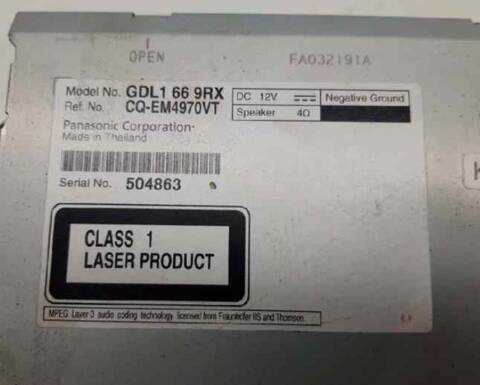 OPEN
FA032191A
Model No. GDL1 66 9RX
Ref. No. CQ-EM4970VT
DC 12V Negative Ground
Speaker 4Ω
Panasonic Corporation
Made in Thailand
Serial No. 504863
CLASS 1
LASER PRODUCT
MPEG Layer 3 audio coding technology licensed from Fraunhofer IIS and Thomson.